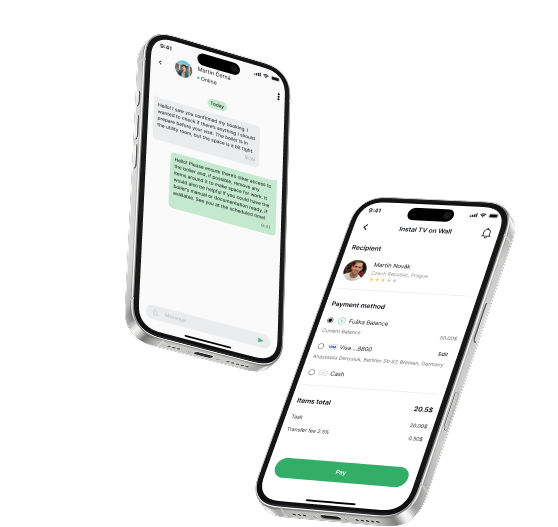 9:41
Martin Černá
Online
Today
Hello! I saw you confirmed my booking. I
wanted to check if there's anything I should
prepare before your visit. The boiler is in
the utility room, but the space is a bit tight.
9:39
Hello! Please ensure there's clear access to
the boiler and, if possible, remove any
items around it to make space for work. It
would also be helpful if you could have the
boiler's manual or documentation ready, if
available. See you at the scheduled time!
9:41
Message
9:41
Instal TV on Wall
Recipient
Martin Novák
Czech Republic, Prague
Payment method
Fuška Balance
Current Balance
50.00$
VISA
Visa ...6800
Edit
Anastasiia Denysiuk, Berliner Str.97, Bremen, Germany
Cash
Items total
20.5$
Task
20.00$
Transfer fee 2.5%
0.50$
Pay